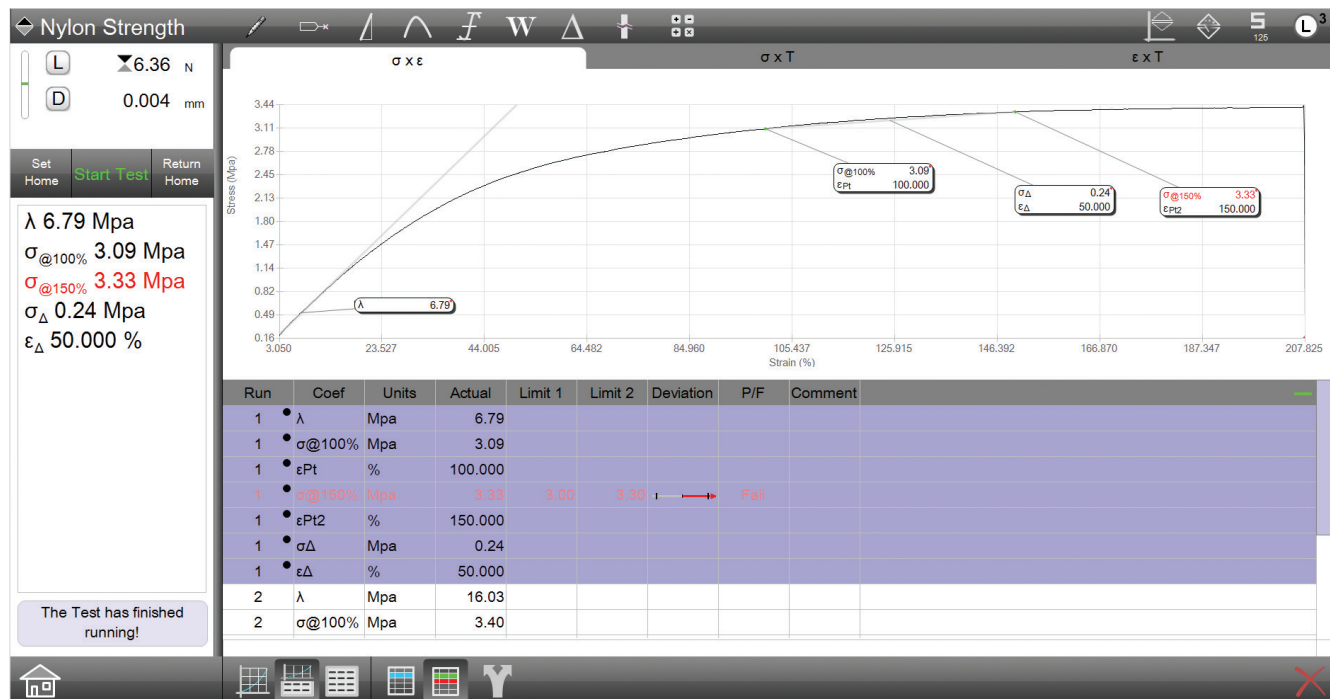 Nylon Strength
W
S
125
L 3
L 6.36 N
D 0.004 mm
Set Home
Start Test
Return Home
λ 6.79 Mpa
σ@100% 3.09 Mpa
σ@150% 3.33 Mpa
σΔ 0.24 Mpa
εΔ 50.000 %
The Test has finished
running!
σ x ε
σ x T
ε x T
Stress (Mpa)
3.44
3.11
2.78
2.45
2.13
1.80
1.47
1.14
0.82
0.49
0.16
λ 6.79
σ@100% 3.09
εPt 100.000
σΔ 0.24
εΔ 50.000
σ@150% 3.33
εPt2 150.000
3.050 23.527 44.005 64.482 84.960 105.437 125.915 146.392 166.870 187.347 207.825
Strain (%)
Run Coef Units Actual Limit 1 Limit 2 Deviation P/F Comment
1 λ Mpa 6.79
1 σ@100% Mpa 3.09
1 εPt % 100.000
1 σ@150% Mpa 3.33 3.00 3.30 Fail
1 εPt2 % 150.000
1 σΔ Mpa 0.24
1 εΔ % 50.000
2 λ Mpa 16.03
2 σ@100% Mpa 3.40